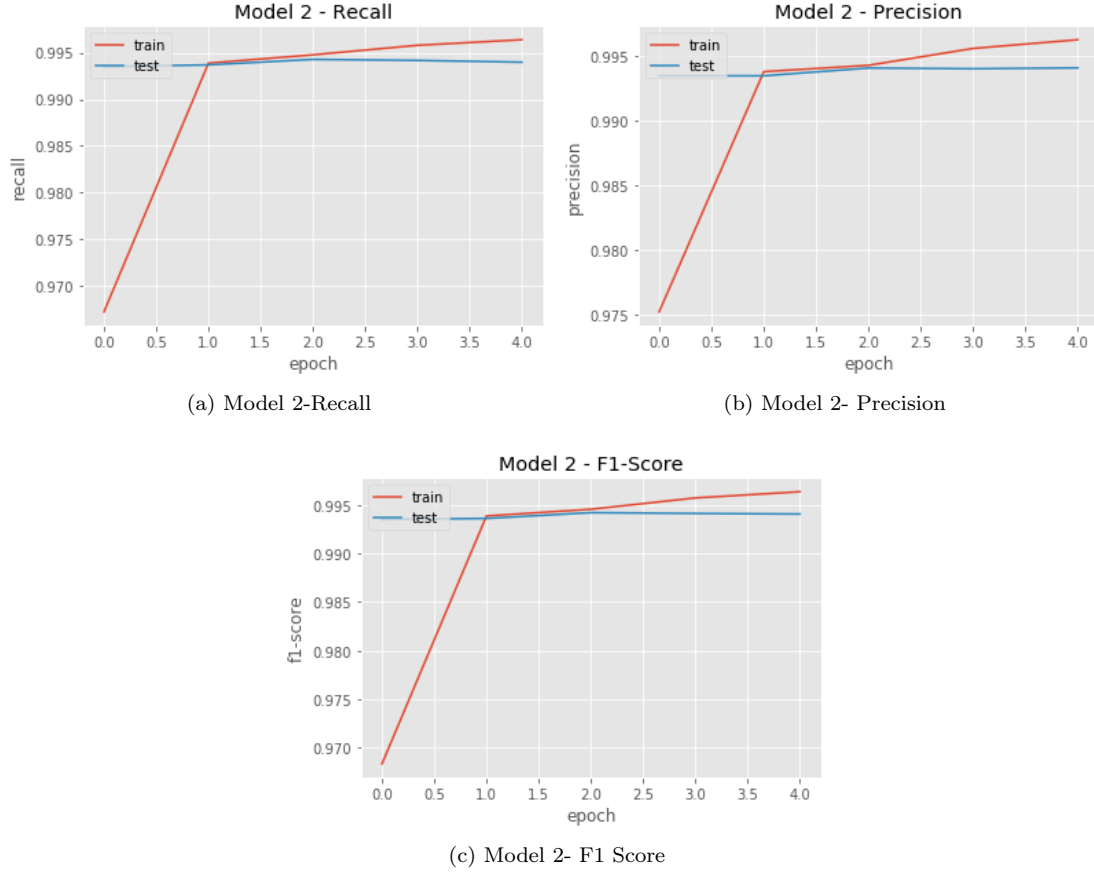 Model 2 - Recall
train
test
0.995
0.990
0.985
0.980
0.975
0.970
recall
0.0 0.5 1.0 1.5 2.0 2.5 3.0 3.5 4.0
epoch
(a) Model 2-Recall
Model 2 - Precision
train
test
0.995
0.990
0.985
0.980
0.975
precision
0.0 0.5 1.0 1.5 2.0 2.5 3.0 3.5 4.0
epoch
(b) Model 2- Precision
Model 2 - F1-Score
train
test
0.995
0.990
0.985
0.980
0.975
0.970
f1-score
0.0 0.5 1.0 1.5 2.0 2.5 3.0 3.5 4.0
epoch
(c) Model 2- F1 Score